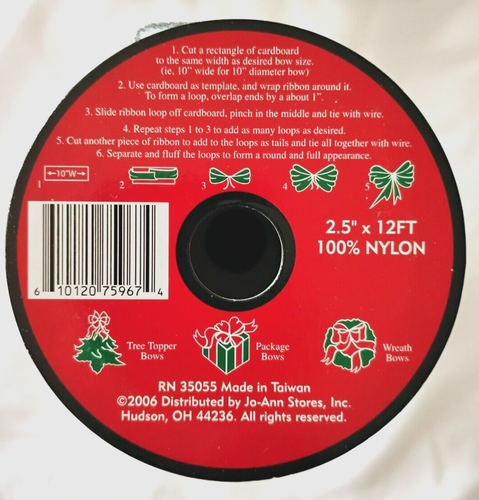 1. Cut a rectangle of cardboard
to the same width as desired bow size.
(ie, 10" wide for 10" diameter bow)
2. Use cardboard as template, and wrap ribbon around it.
To form a loop, overlap ends by a about 1".
3. Slide ribbon loop off cardboard, pinch in the middle and tie with wire.
4. Repeat steps 1 to 3 to add as many loops as desired.
5. Cut another piece of ribbon to add to the loops as tails and tie all together with wire.
6. Separate and fluff the loops to form a round and full appearance.
1 10"W 2 3 4 5
2.5" x 12FT
100% NYLON
6 10120 75967 4
Tree Topper
Bows
Package
Bows
Wreath
Bows
RN 35055 Made in Taiwan
©2006 Distributed by Jo-Ann Stores, Inc.
Hudson, OH 44236. All rights reserved.